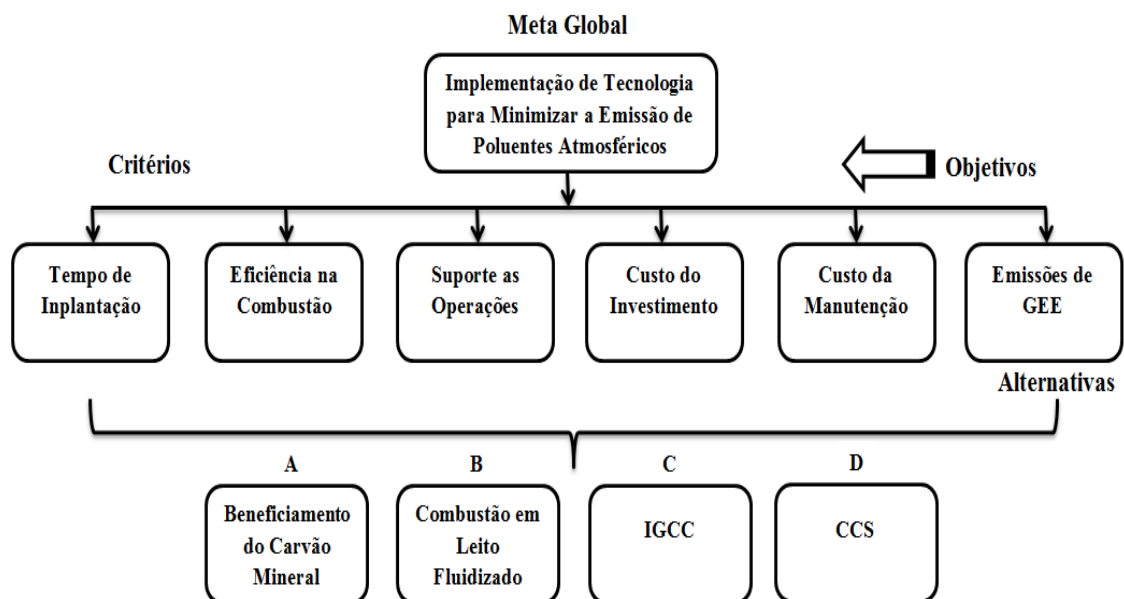 Meta Global
Implementação de Tecnologia
para Minimizar a Emissão de
Poluentes Atmosféricos
Critérios
Objetivos
Tempo de
Inplantação
Eficiência na
Combustão
Suporte as
Operações
Custo do
Investimento
Custo da
Manutenção
Emissões de
GEE
Alternativas
A
B
C
D
Beneficiamento
do Carvão
Mineral
Combustão em
Leito
Fluidizado
IGCC
CCS